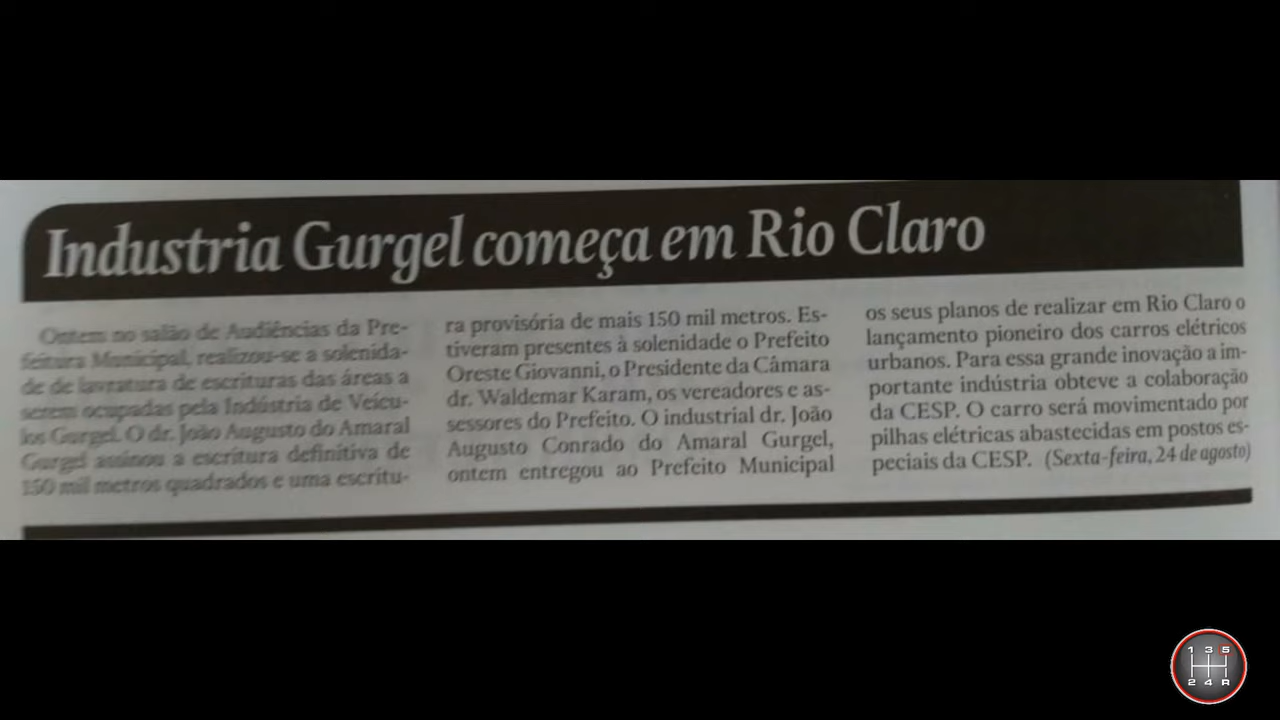 Industria Gurgel começa em Rio Claro
Ontem no salão de Audiências da Pre-
feitura Municipal, realizou-se a solenida-
de de lavratura de escrituras das áreas a
serem ocupadas pela Indústria de Veícu-
los Gurgel. O dr. João Augusto do Amaral
Gurgel assinou a escritura definitiva de
150 mil metros quadrados e uma escritu-
ra provisória de mais 150 mil metros. Es-
tiveram presentes à solenidade o Prefeito
Oreste Giovanni, o Presidente da Câmara
dr. Waldemar Karam, os vereadores e as-
sessores do Prefeito. O industrial dr. João
Augusto Conrado do Amaral Gurgel,
ontem entregou ao Prefeito Municipal
os seus planos de realizar em Rio Claro o
lançamento pioneiro dos carros elétricos
urbanos. Para essa grande inovação a im-
portante indústria obteve a colaboração
da CESP. O carro será movimentado por
pilhas elétricas abastecidas em postos es-
peciais da CESP. (Sexta-feira, 24 de agosto)
1 3 5
2 4 R